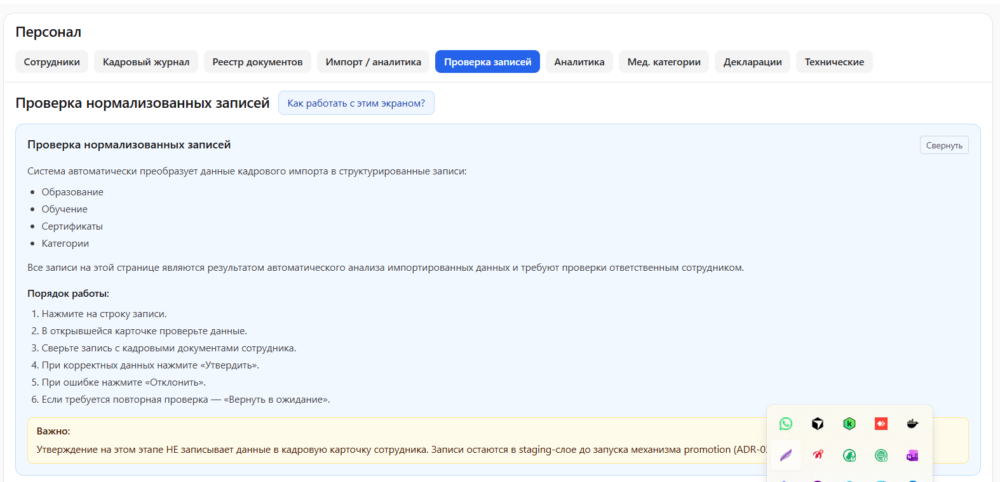 Персонал
Сотрудники
Кадровый журнал
Реестр документов
Импорт / аналитика
Проверка записей
Аналитика
Мед. категории
Декларации
Технические
Проверка нормализованных записей
Как работать с этим экраном?
Проверка нормализованных записей
Свернуть
Система автоматически преобразует данные кадрового импорта в структурированные записи:
• Образование
• Обучение
• Сертификаты
• Категории
Все записи на этой странице являются результатом автоматического анализа импортированных данных и требуют проверки ответственным сотрудником.
Порядок работы:
1. Нажмите на строку записи.
2. В открывшейся карточке проверьте данные.
3. Сверьте запись с кадровыми документами сотрудника.
4. При корректных данных нажмите «Утвердить».
5. При ошибке нажмите «Отклонить».
6. Если требуется повторная проверка — «Вернуть в ожидание».
Важно:
Утверждение на этом этапе НЕ записывает данные в кадровую карточку сотрудника. Записи остаются в staging-слое до запуска механизма promotion